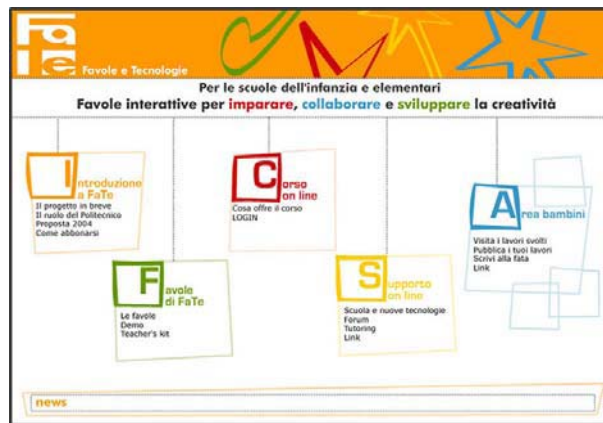 FaTe
Favole e Tecnologie
Per le scuole dell'infanzia e elementari
Favole interattive per imparare, collaborare e sviluppare la creatività
Introduzione
a FaTe
Il progetto in breve
Il ruolo del Politecnico
Proposta 2004
Come abbonarsi
Favole
di FaTe
Le favole
Demo
Teacher's kit
Corso
on line
Cosa offre il corso
LOGIN
Supporto
on line
Scuola e nuove tecnologie
Forum
Tutoring
Link
Area bambini
Visita i lavori svolti
Pubblica i tuoi lavori
Scrivi alla fata
Link
news